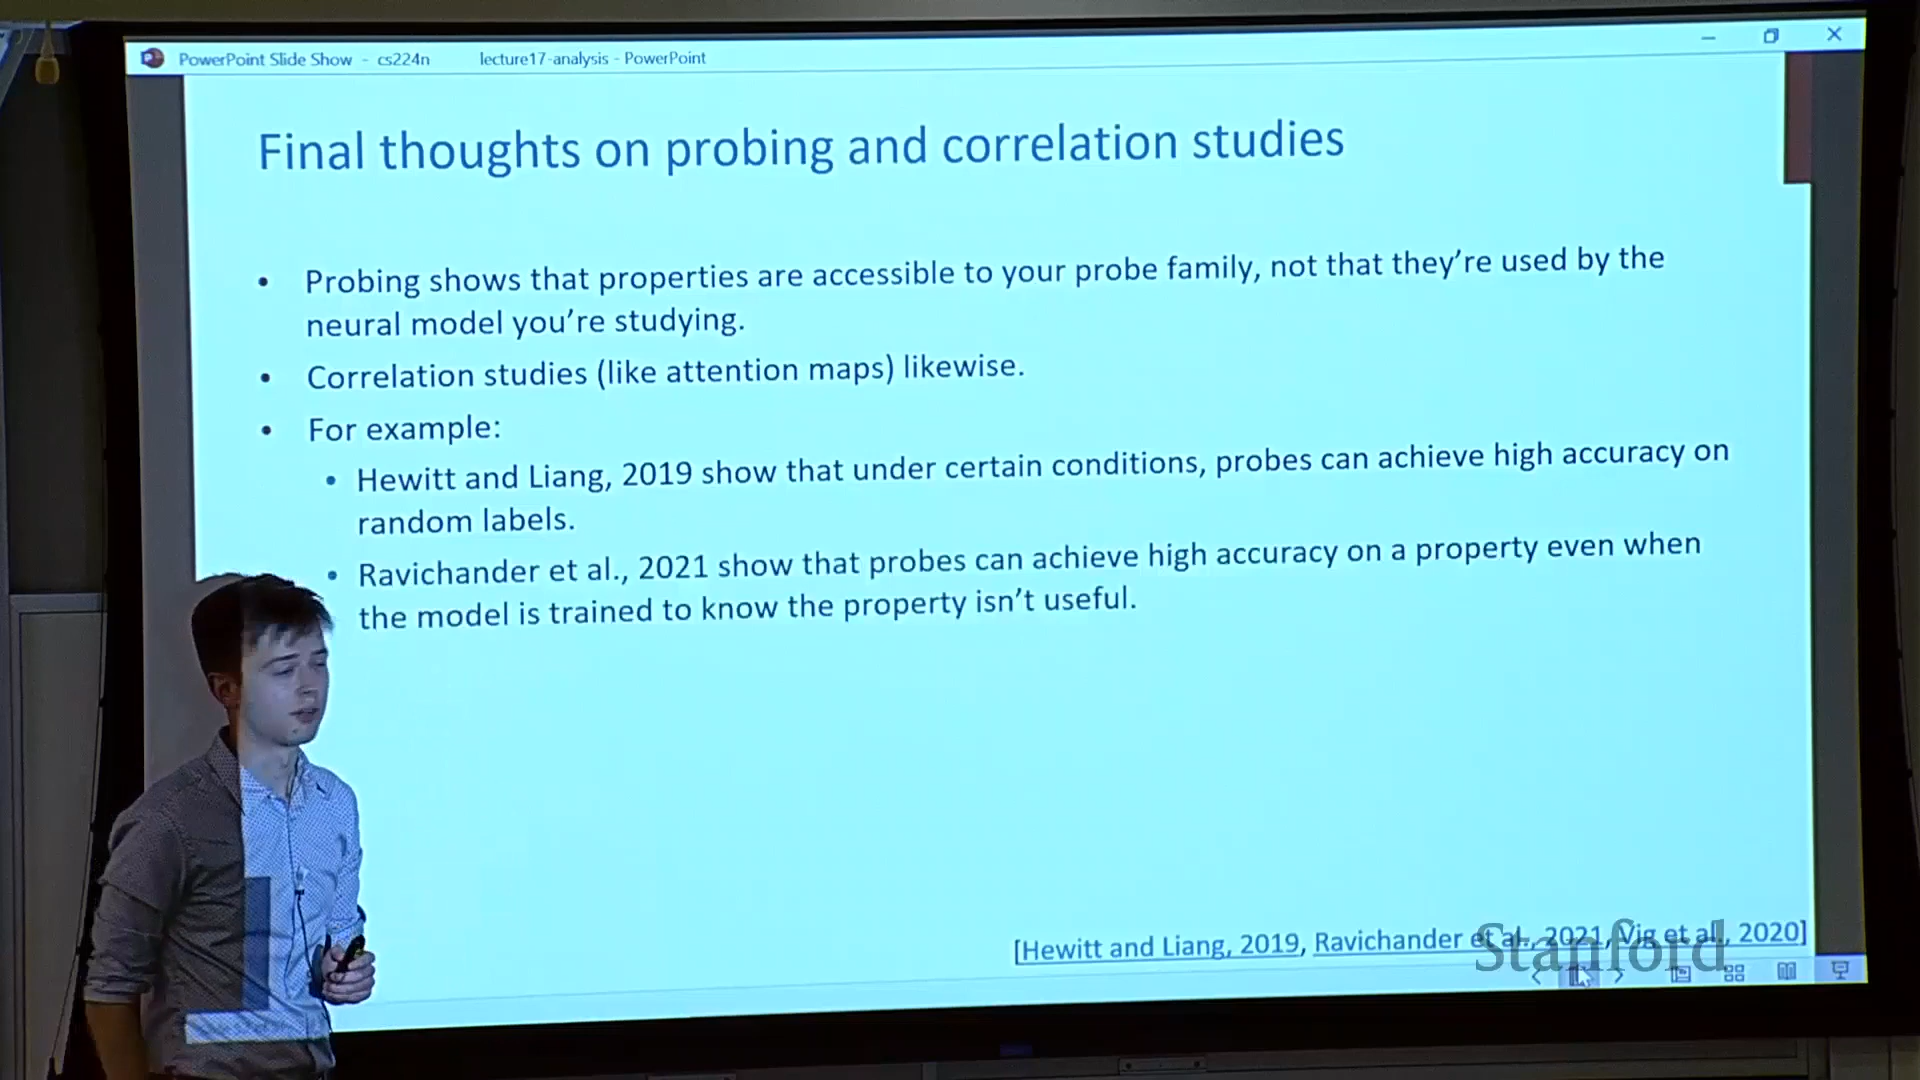 PowerPoint Slide Show - cs224n lecture17-analysis - PowerPoint
Final thoughts on probing and correlation studies
• Probing shows that properties are accessible to your probe family, not that they’re used by the
neural model you’re studying.
• Correlation studies (like attention maps) likewise.
• For example:
• Hewitt and Liang, 2019 show that under certain conditions, probes can achieve high accuracy on
random labels.
• Ravichander et al., 2021 show that probes can achieve high accuracy on a property even when
the model is trained to know the property isn’t useful.
[Hewitt and Liang, 2019, Ravichander et al., 2021, Vig et al., 2020]
Stanford